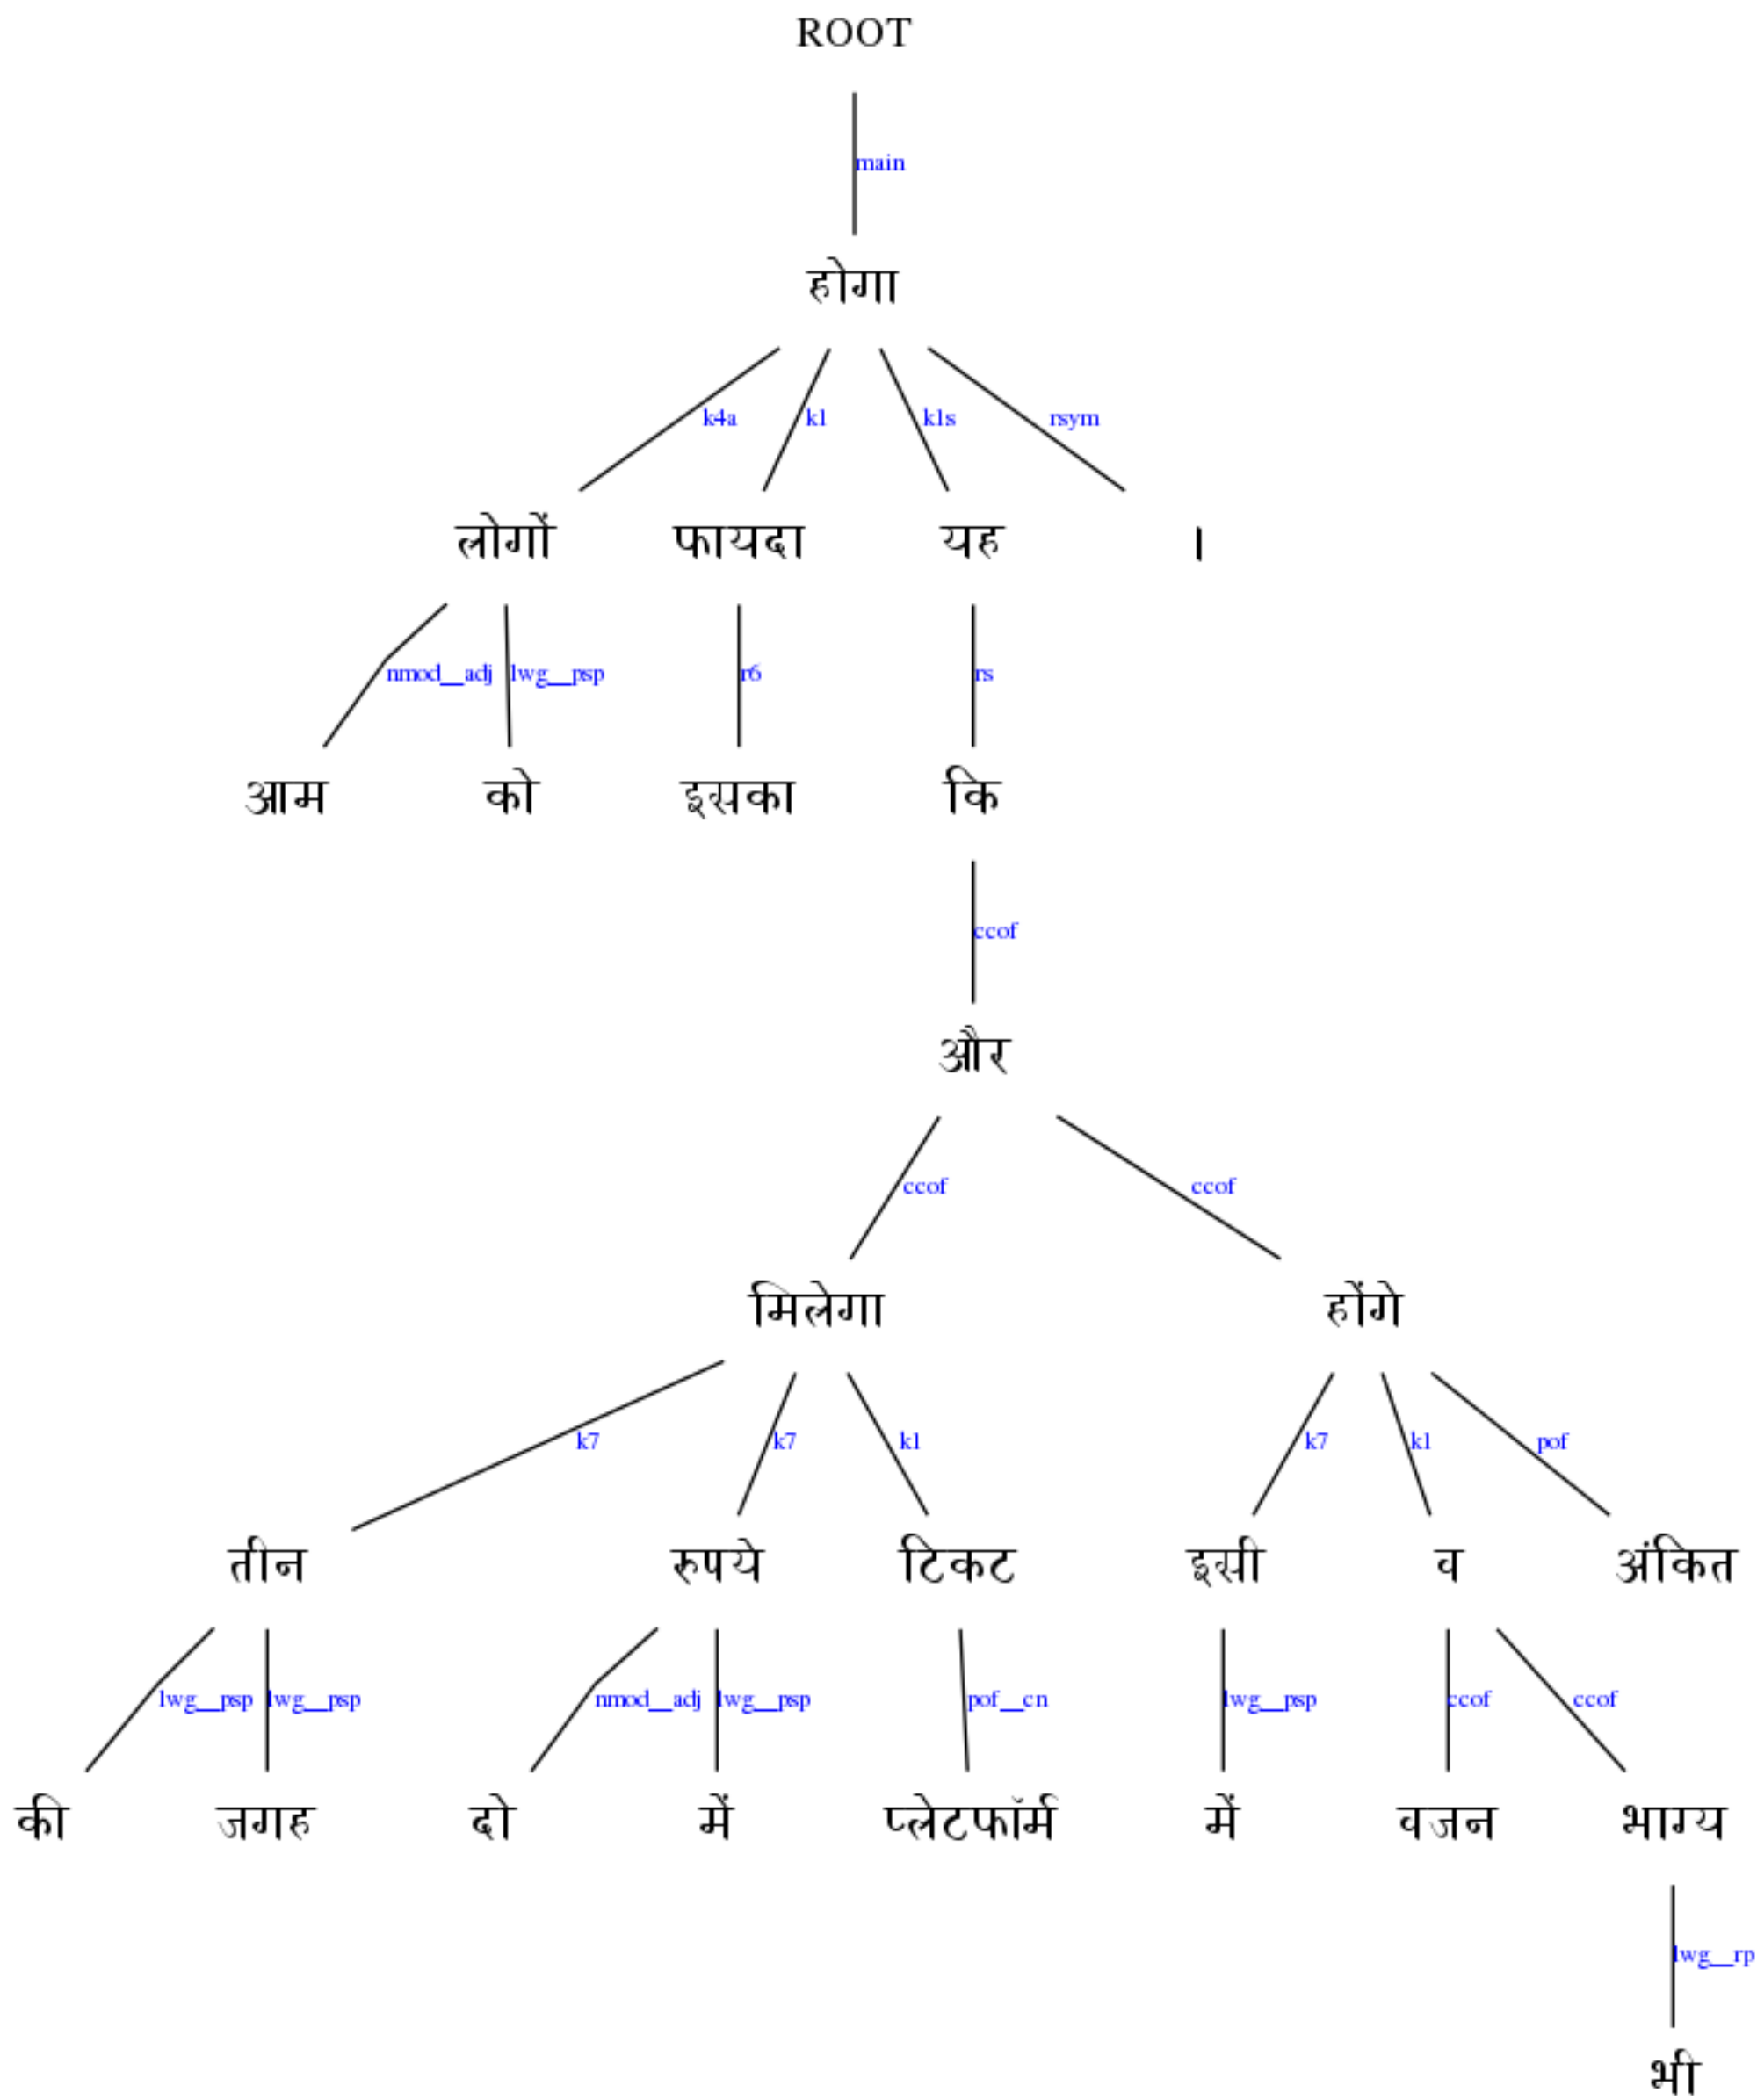 ROOT
main
होगा
k4a k1 k1s rsym
लोगों फायदा यह ।
nmod__adj lwg__psp r6 rs
आम को इसका कि
ccof
और
ccof ccof
मिलेगा होंगे
k7 k7 k1 k7 k1 pof
तीन रुपये टिकट इसी व अंकित
lwg__psp lwg__psp nmod__adj lwg__psp pof__cn lwg__psp ccof ccof
की जगह दो में प्लेटफॉर्म में वजन भाग्य
lwg__rp
भी